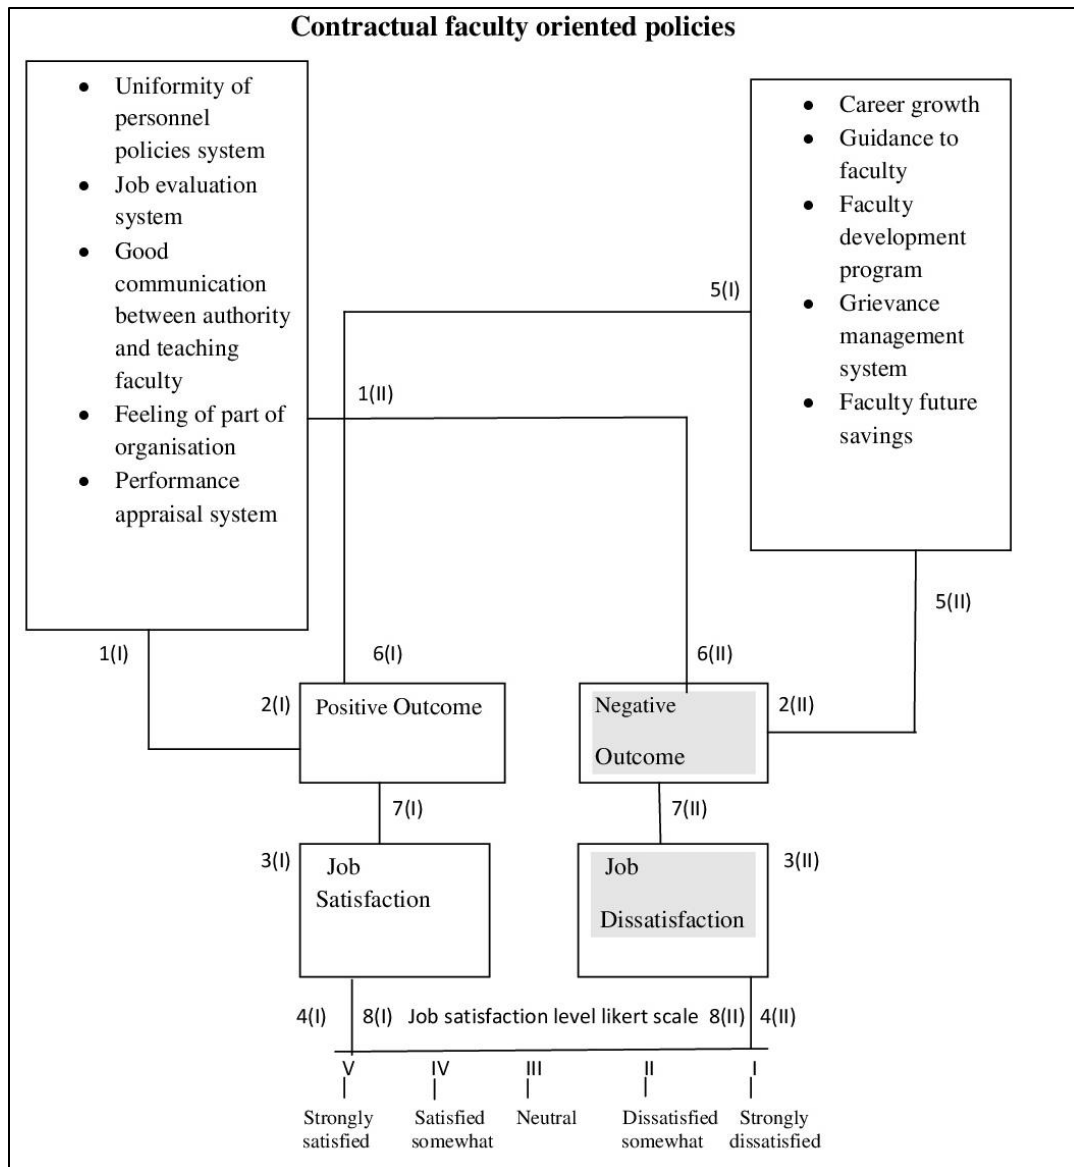 Contractual faculty oriented policies
● Uniformity of
personnel
policies system
● Job evaluation
system
● Good
communication
between authority
and teaching
faculty
● Feeling of part of
organisation
● Performance
appraisal system
● Career growth
● Guidance to
faculty
● Faculty
development
program
● Grievance
management
system
● Faculty future
savings
5(I)
1(II)
5(II)
1(I)
6(I)
6(II)
2(I)
Positive Outcome
Negative
Outcome
2(II)
7(I)
7(II)
3(I)
Job
Satisfaction
Job
Dissatisfaction
3(II)
4(I)
8(I)
Job satisfaction level likert scale
8(II)
4(II)
V
IV
III
II
I
Strongly
satisfied
Satisfied
somewhat
Neutral
Dissatisfied
somewhat
Strongly
dissatisfied